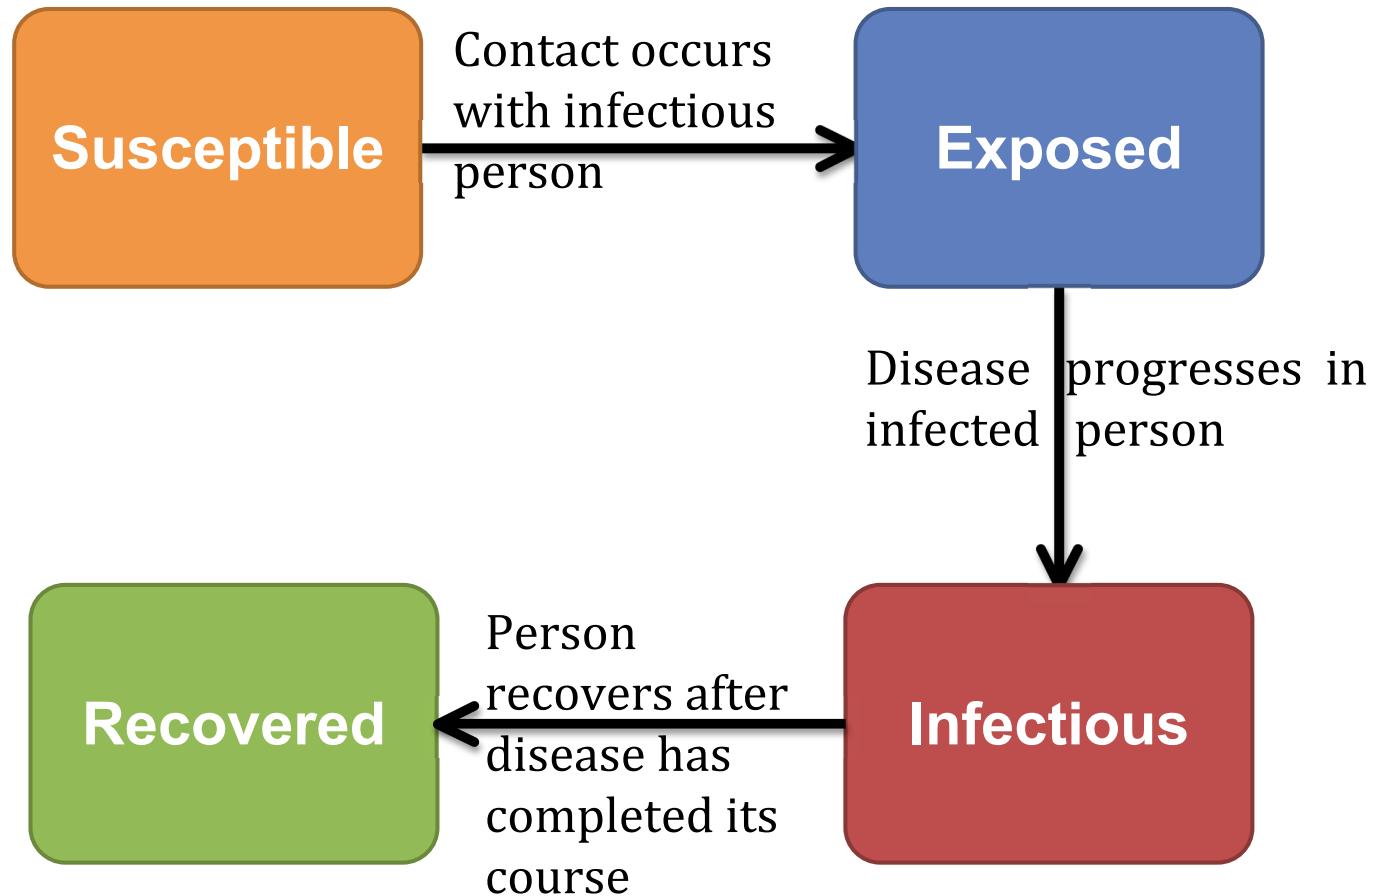 Susceptible
Contact occurs
with infectious
person
Exposed
Disease progresses in
infected person
Recovered
Person
recovers after
disease has
completed its
course
Infectious